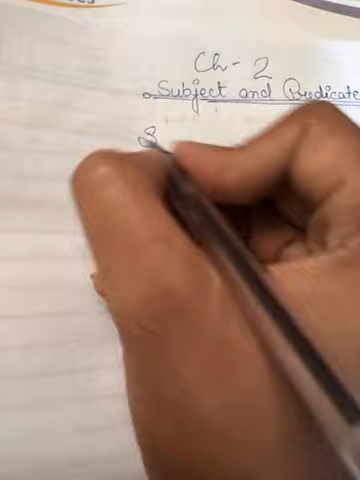 Ch - 2
Subject and Predicate
S